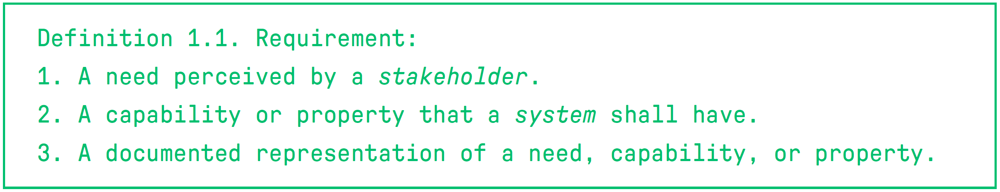 Definition 1.1. Requirement:
1. A need perceived by a stakeholder.
2. A capability or property that a system shall have.
3. A documented representation of a need, capability, or property.